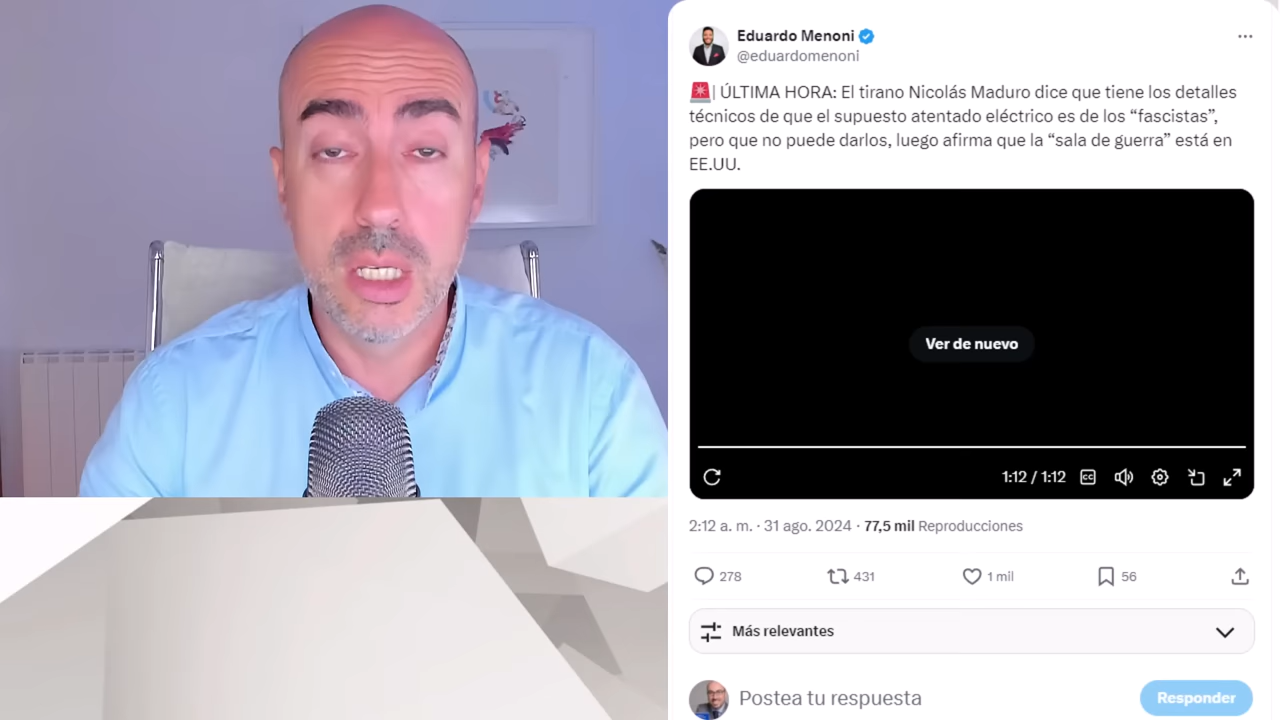 Eduardo Menoni
@eduardomenoni
🚨| ÚLTIMA HORA: El tirano Nicolás Maduro dice que tiene los detalles
técnicos de que el supuesto atentado eléctrico es de los “fascistas”,
pero que no puede darlos, luego afirma que la “sala de guerra” está en
EE.UU.
Ver de nuevo
1:12 / 1:12
CC
2:12 a. m. · 31 ago. 2024 · 77,5 mil Reproducciones
278
431
1 mil
56
Más relevantes
Postea tu respuesta
Responder